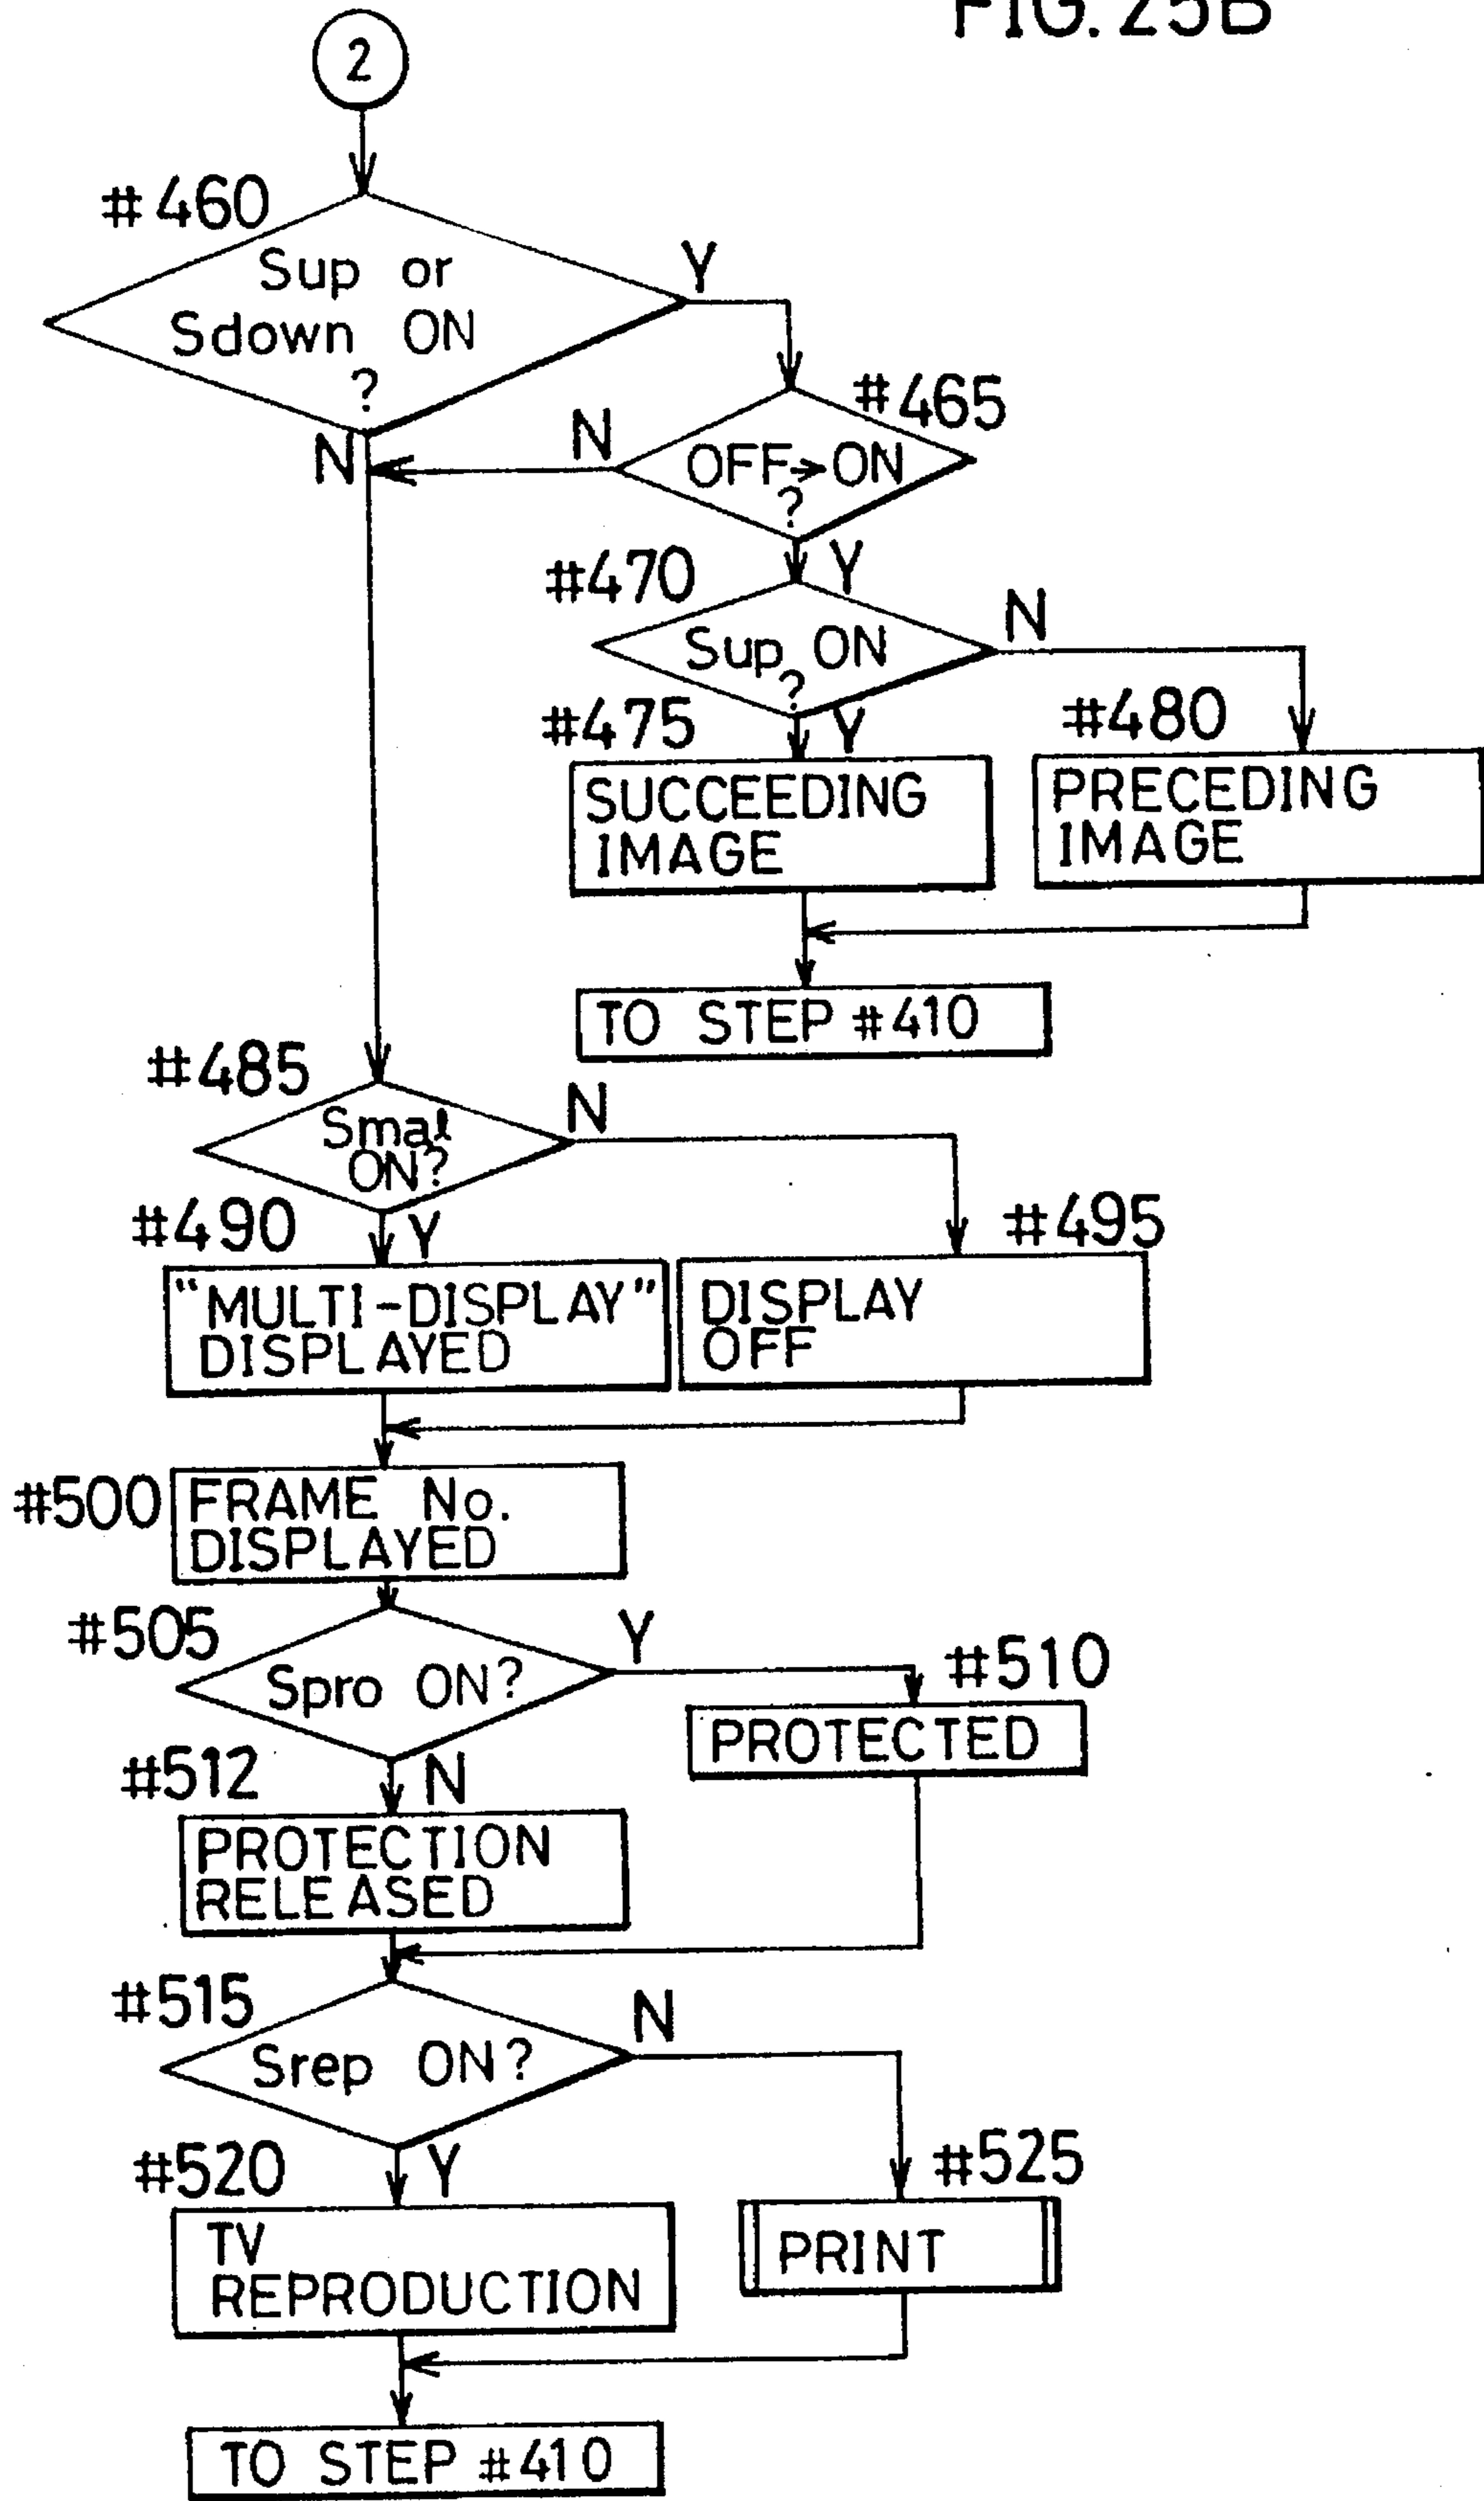 FIG. 25B
2
#460
Sup or
Sdown ON
?
Y
N
#465
OFF→ON
?
N
Y
#470
Sup ON
?
N
Y
#475
SUCCEEDING
IMAGE
#480
PRECEDING
IMAGE
TO STEP #410
#485
Smal
ON?
N
Y
#490
"MULTI-DISPLAY"
DISPLAYED
#495
DISPLAY
OFF
#500
FRAME No.
DISPLAYED
#505
Spro ON?
Y
N
#510
PROTECTED
#512
PROTECTION
RELEASED
#515
Srep ON?
N
Y
#520
TV
REPRODUCTION
#525
PRINT
TO STEP #410